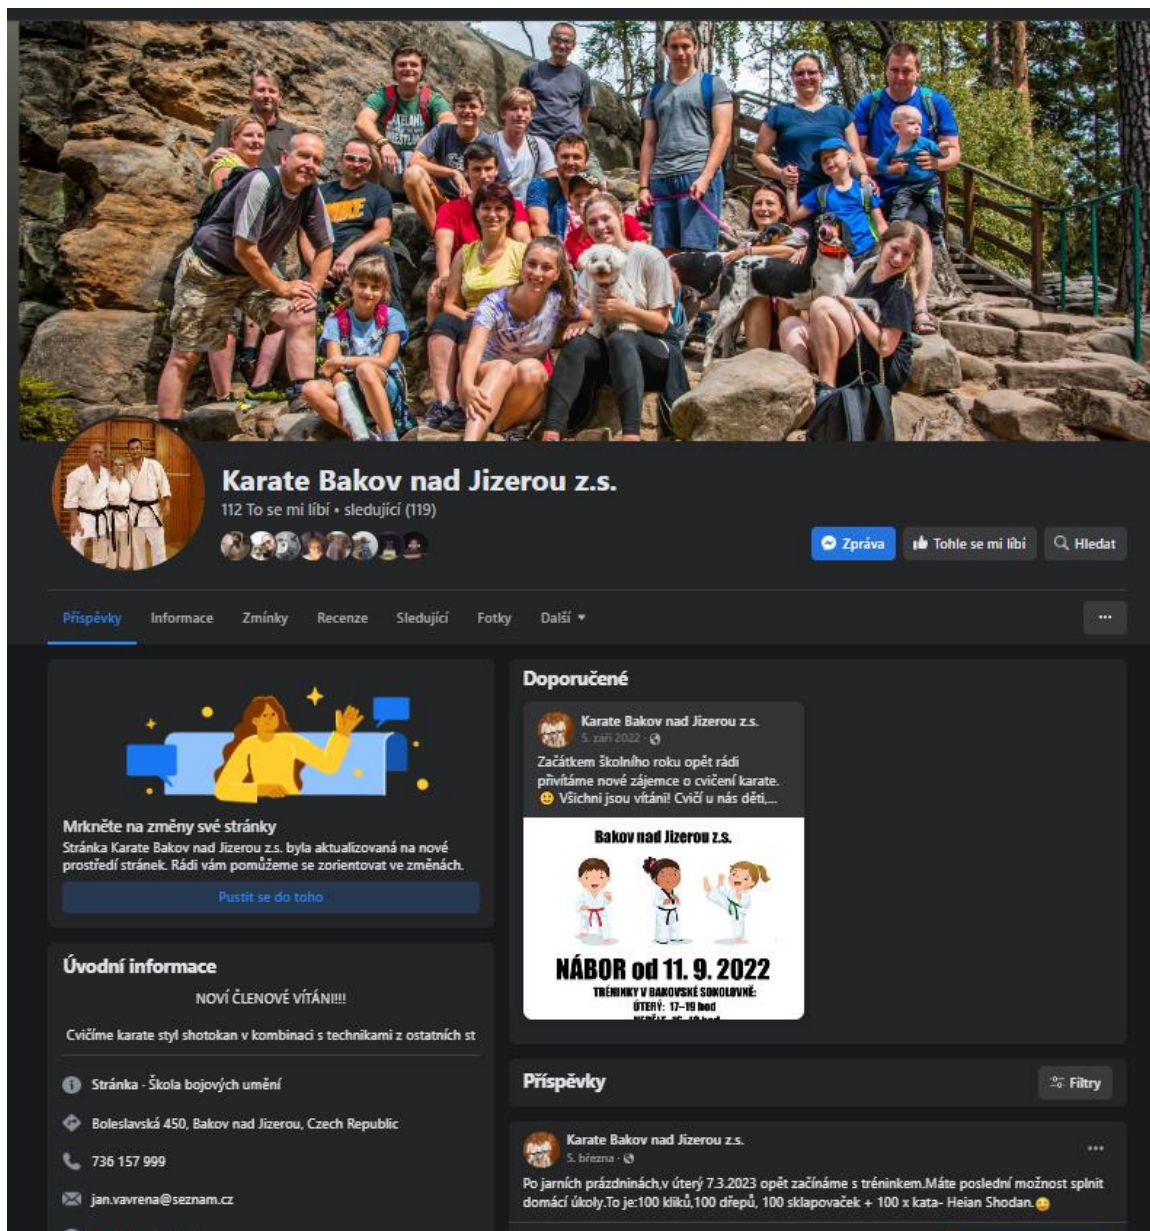 Karate Bakov nad Jizerou z.s.
112 To se mi líbí • sledující (119)
Zpráva
Tohle se mi líbí
Hledat
Příspěvky
Informace
Zmínky
Recenze
Sledující
Fotky
Další
Mrkněte na změny své stránky
Stránka Karate Bakov nad Jizerou z.s. byla aktualizovaná na nové
prostředí stránek. Rádi vám pomůžeme se zorientovat ve změnách.
Pustit se do toho
Úvodní informace
NOVÍ ČLENOVÉ VÍTÁNI!!!!
Cvičíme karate styl shotokan v kombinaci s technikami z ostatních st
Stránka · Škola bojových umění
Boleslavská 450, Bakov nad Jizerou, Czech Republic
736 157 999
jan.vavrena@seznam.cz
Doporučené
Karate Bakov nad Jizerou z.s.
5. září 2022 ·
Začátkem školního roku opět rádi
přivítáme nové zájemce o cvičení karate.
🙂 Všichni jsou vítáni! Cvičí u nás děti,...
Bakov nad Jizerou z.s.
NÁBOR od 11. 9. 2022
TRÉNINKY V BAKOVSKÉ SOKOLOVNĚ:
ÚTERÝ: 17–19 hod
Příspěvky
Filtry
Karate Bakov nad Jizerou z.s.
5. března ·
Po jarních prázdninách,v úterý 7.3.2023 opět začínáme s tréninkem.Máte poslední možnost splnit
domácí úkoly.To je:100 kliků,100 dřepů, 100 sklapovaček + 100 x kata- Heian Shodan.🙂